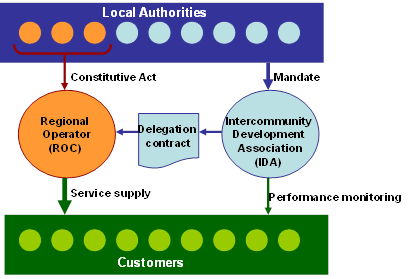 Local Authorities
Constitutive Act
Mandate
Regional
Operator
(ROC)
Delegation
contract
Intercommunity
Development
Association
(IDA)
Service supply
Performance monitoring
Customers